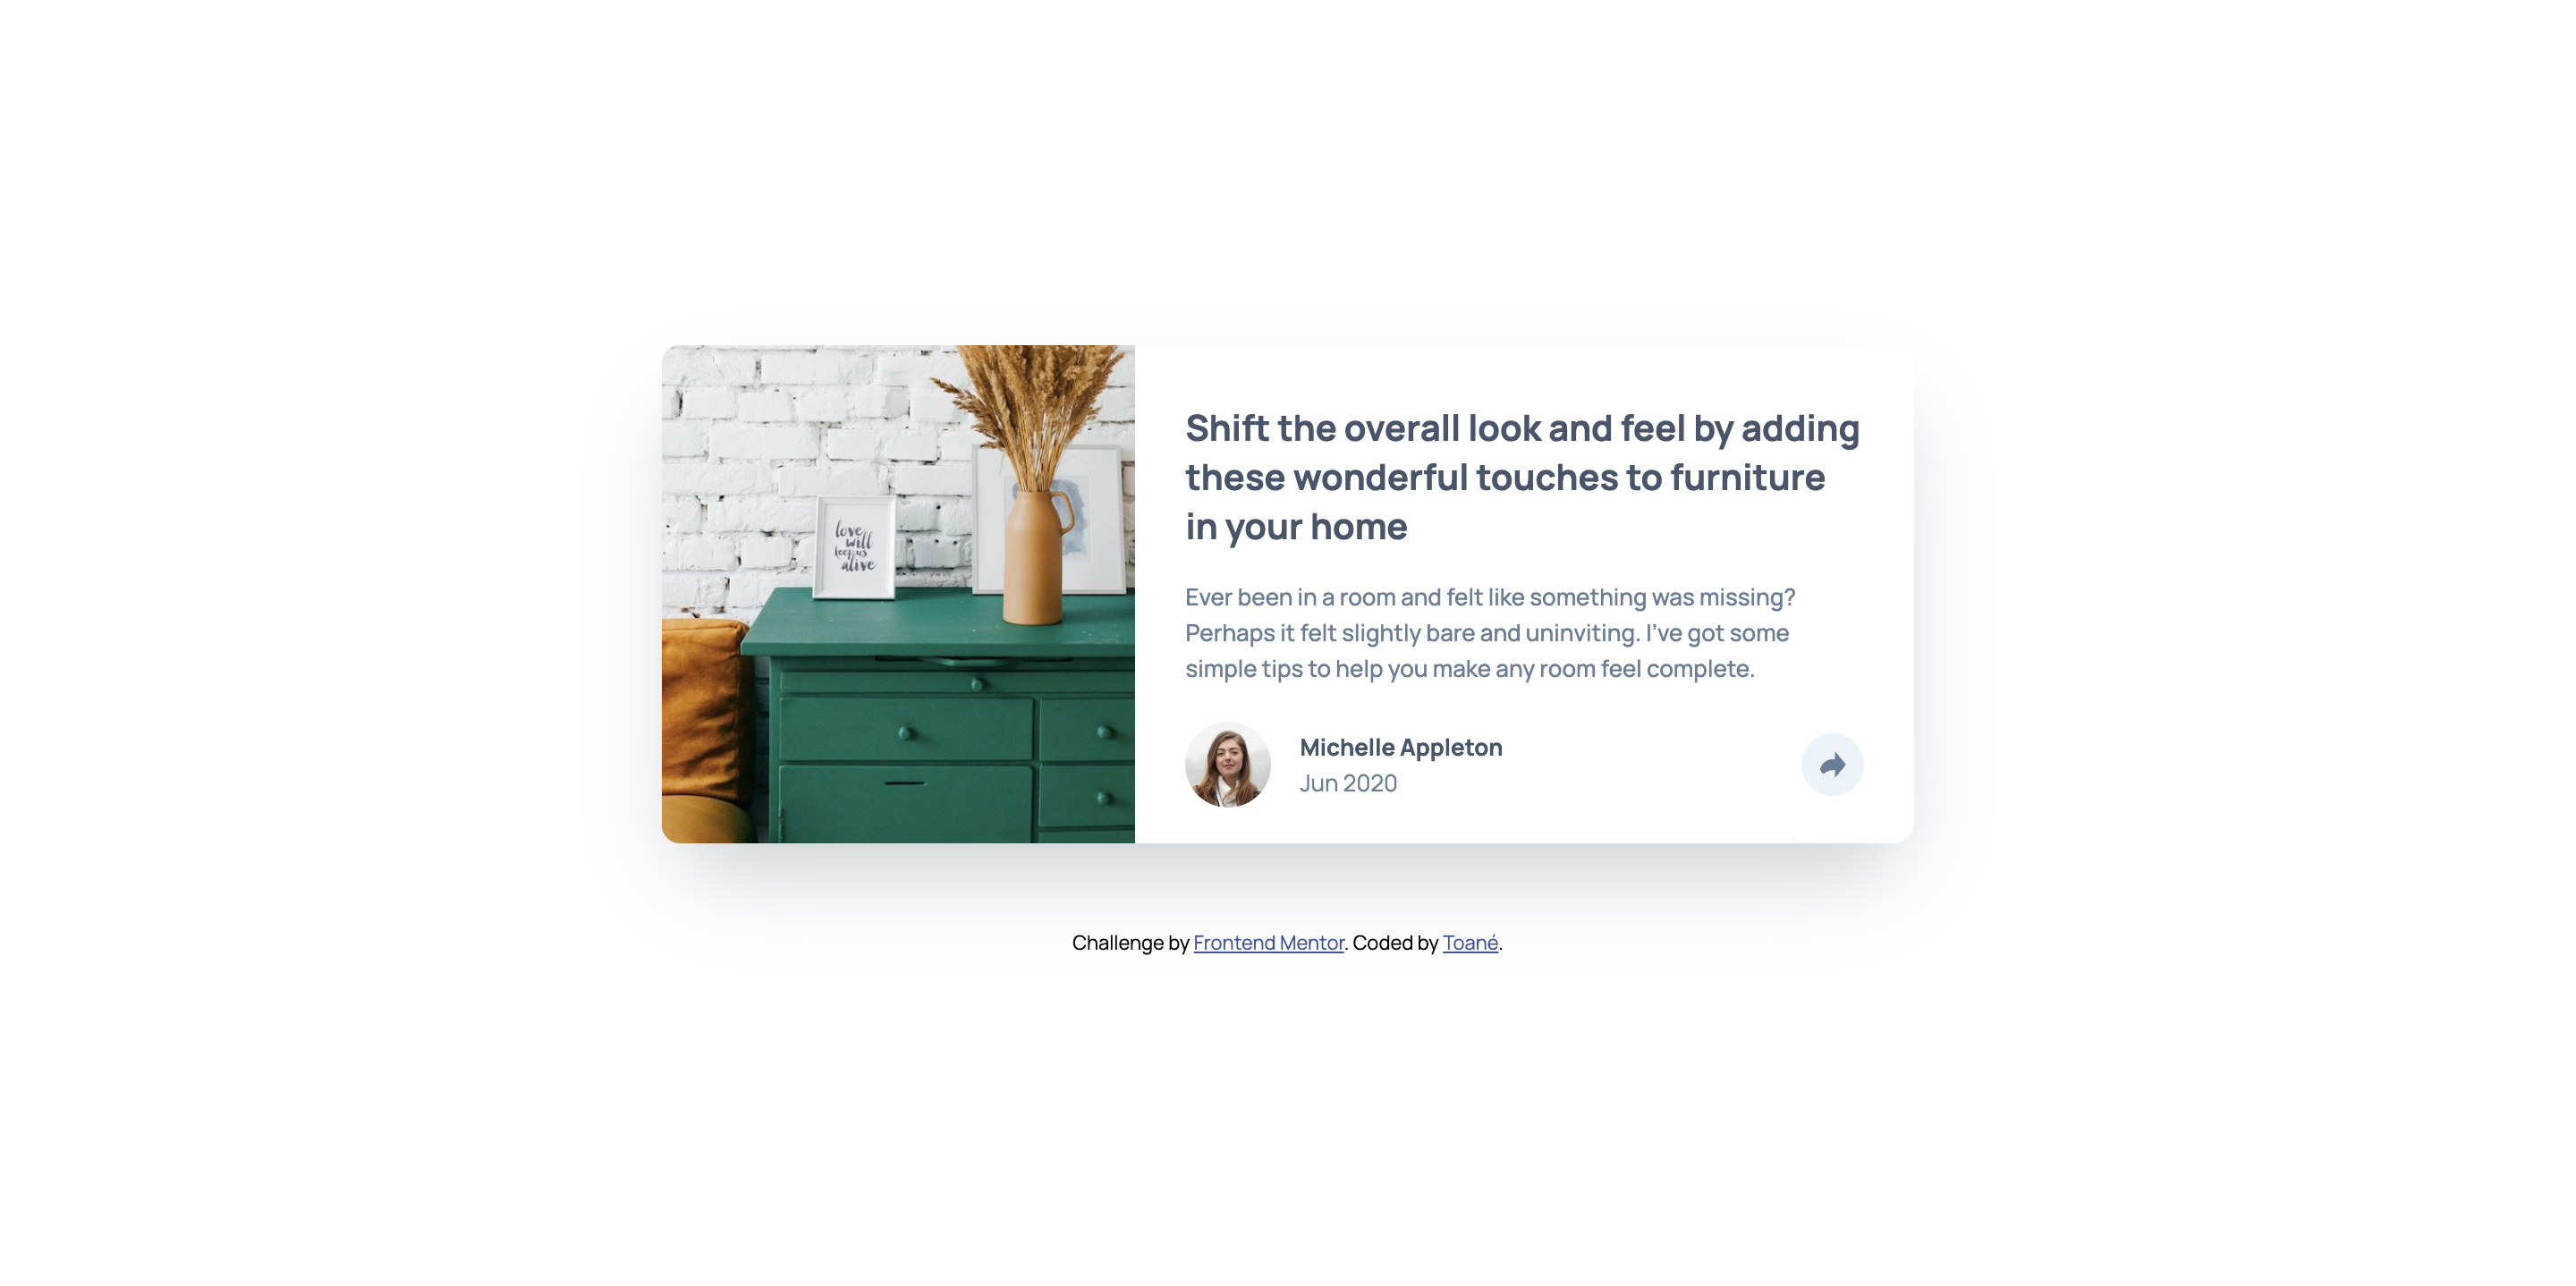 love
will
keep us
alive
Shift the overall look and feel by adding
these wonderful touches to furniture
in your home
Ever been in a room and felt like something was missing?
Perhaps it felt slightly bare and uninviting. I’ve got some
simple tips to help you make any room feel complete.
Michelle Appleton
Jun 2020
Challenge by Frontend Mentor. Coded by Toané.